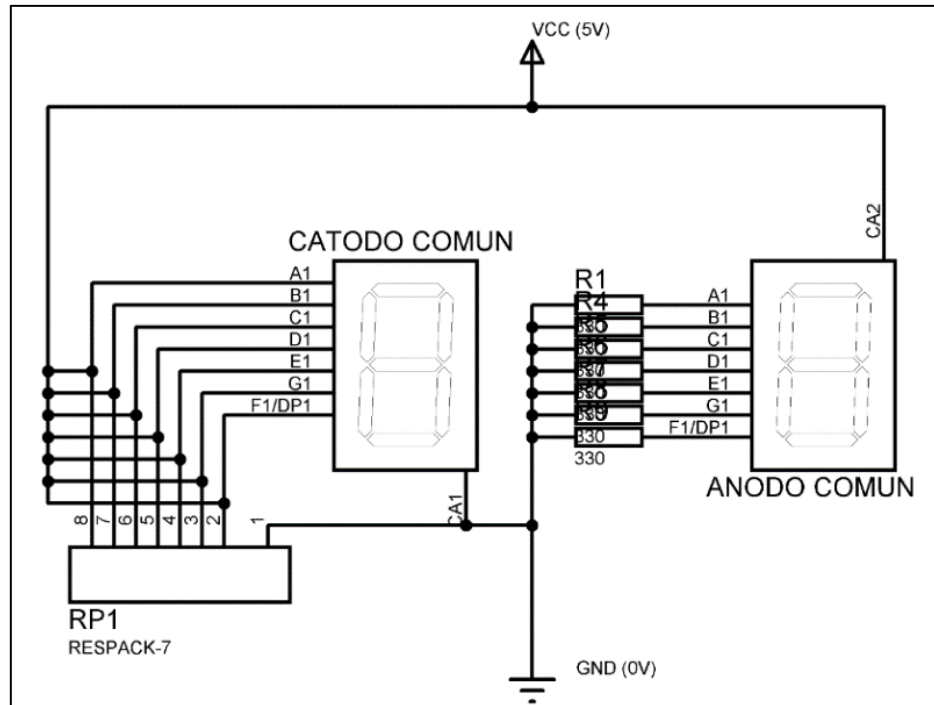 VCC (5V)
CA2
CATODO COMUN
A1
B1
C1
D1
E1
G1
F1/DP1
CA1
8
7
6
5
4
3
2
1
RP1
RESPACK-7
R1
R4
330
330
A1
B1
C1
D1
E1
G1
F1/DP1
ANODO COMUN
GND (0V)